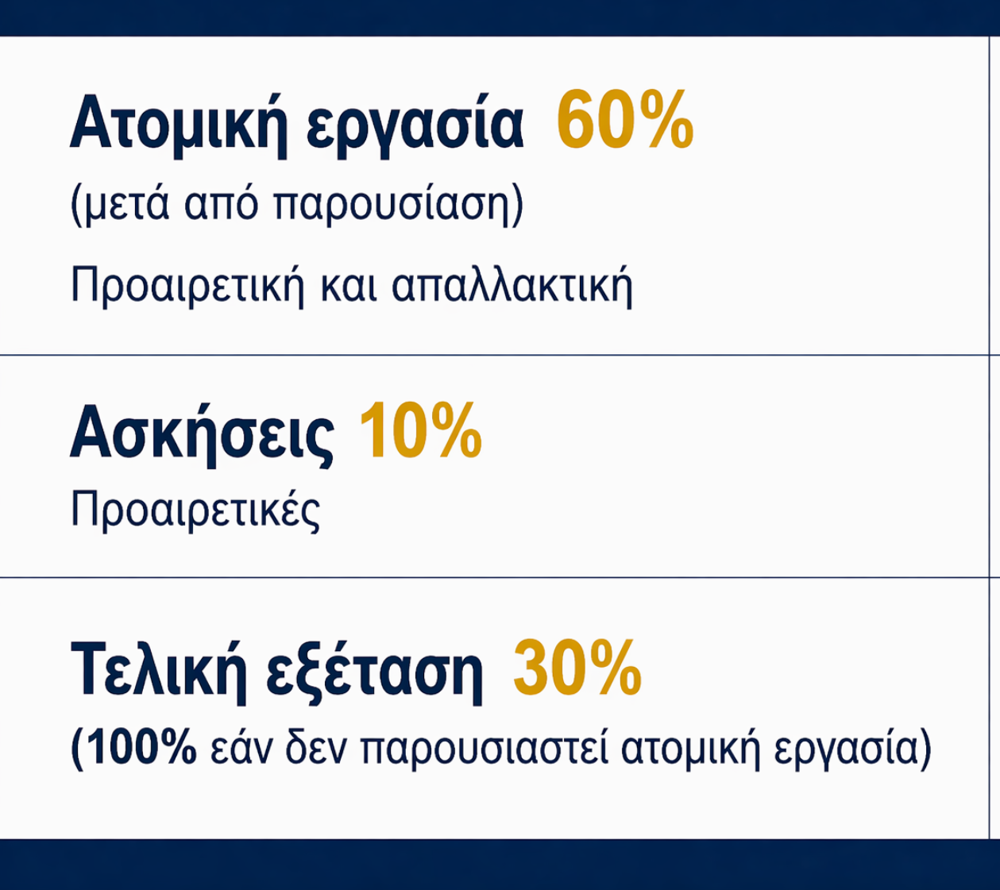 Ατομική εργασία 60%
(μετά από παρουσίαση)
Προαιρετική και απαλλακτική
Ασκήσεις 10%
Προαιρετικές
Τελική εξέταση 30%
(100% εάν δεν παρουσιαστεί ατομική εργασία)